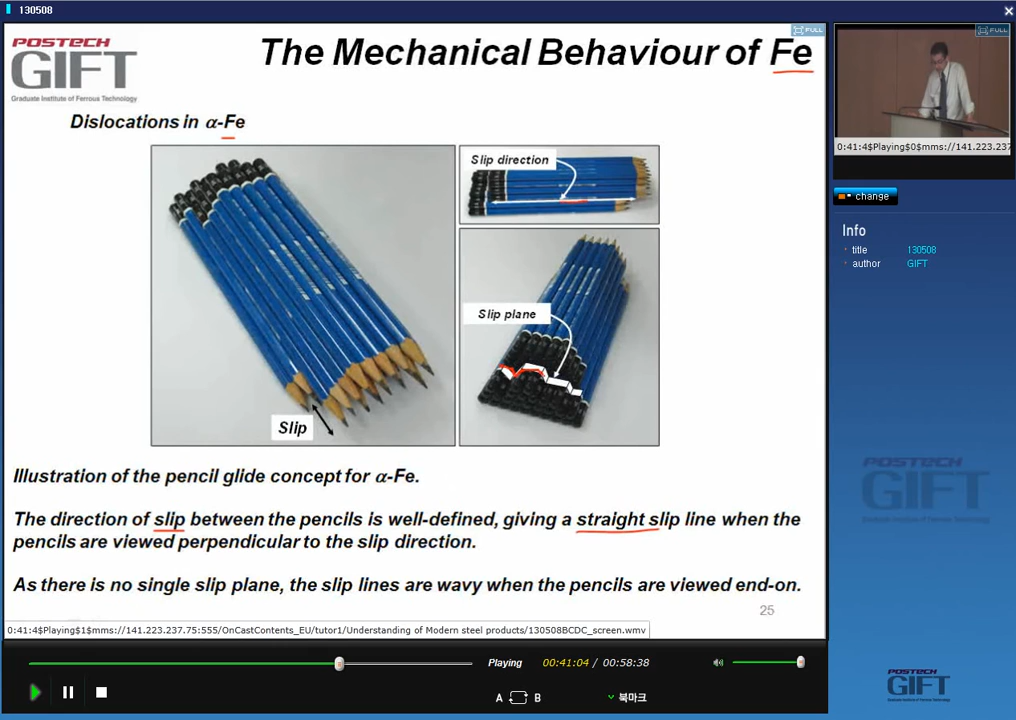 130508
POSTECH
GIFT
Graduate Institute of Ferrous Technology
The Mechanical Behaviour of Fe
FULL
FULL
Dislocations in α-Fe
Slip direction
Slip plane
Slip
Illustration of the pencil glide concept for α-Fe.
The direction of slip between the pencils is well-defined, giving a straight slip line when the
pencils are viewed perpendicular to the slip direction.
As there is no single slip plane, the slip lines are wavy when the pencils are viewed end-on.
25
0:41:4$Playing$1$mms://141.223.237.75:555/OnCastContents_EU/tutor1/Understanding of Modern steel products/130508BCDC_screen.wmv
0:41:4$Playing$0$mms://141.223.237
change
Info
title 130508
author GIFT
POSTECH
GIFT
Playing 00:41:04 / 00:58:38
A B 북마크
POSTECH
GIFT